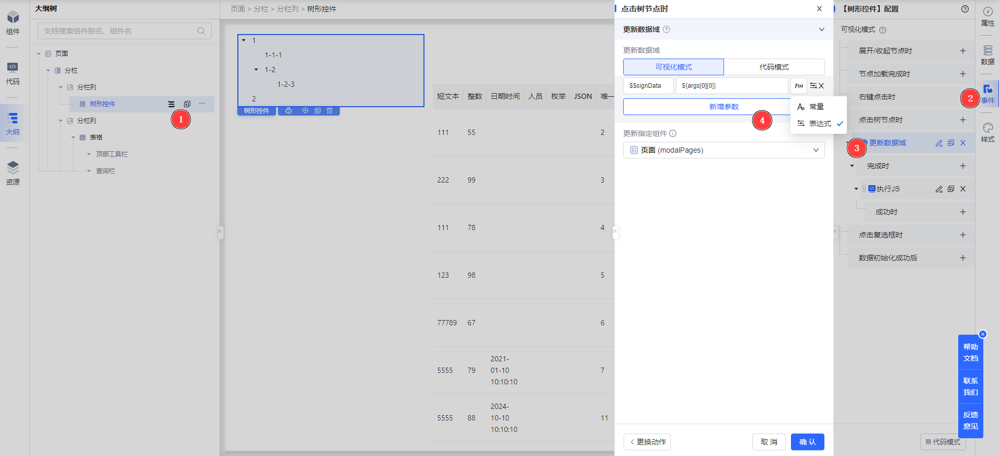 组件
代码
大纲
资源
大纲树
支持搜索组件别名、组件名
页面
分栏
分栏列
树形控件
1
分栏列
表格
顶部工具栏
查询栏
页面 > 分栏 > 分栏列 > 树形控件
1
1-1-1
1-2
1-2-3
2
树形控件
短文本 整数 日期时间 人员 枚举 JSON 唯一
111 55 2
222 99 3
111 78 4
123 98 5
77789 67 6
5555 79 2021-01-10 10:10:10 7
5555 88 2024-10-10 10:10:10 11
点击树节点时
更新数据域
更新数据域
可视化模式 代码模式
$$signData ${args[0][0]} f(x)
新增参数
常量
表达式
4
更新指定组件
页面 (modalPages)
更换动作 取 消 确 认
【树形控件】配置
可视化模式
展开/收起节点时
节点加载完成时
右键点击时
点击树节点时
3
更新数据域
完成时
执行JS
成功时
点击复选框时
数据初始化成功后
代码模式
属性
数据
2
事件
样式
帮助
文档
联系
我们
反馈
意见